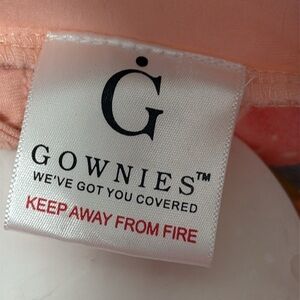 Ġ
GOWNIES™
WE'VE GOT YOU COVERED
KEEP AWAY FROM FIRE